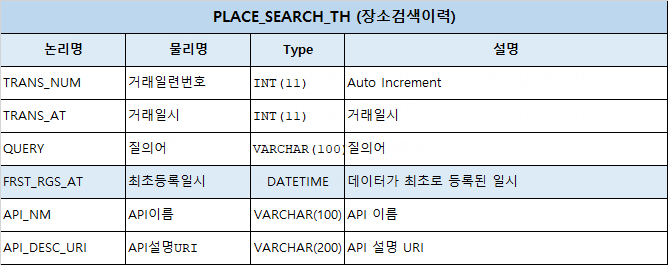 PLACE_SEARCH_TH (장소검색이력)
논리명 물리명 Type 설명
TRANS_NUM 거래일련번호 INT(11) Auto Increment
TRANS_AT 거래일시 INT(11) 거래일시
QUERY 질의어 VARCHAR(100) 질의어
FRST_RGS_AT 최초등록일시 DATETIME 데이터가 최초로 등록된 일시
API_NM API이름 VARCHAR(100) API 이름
API_DESC_URI API설명URI VARCHAR(200) API 설명 URI